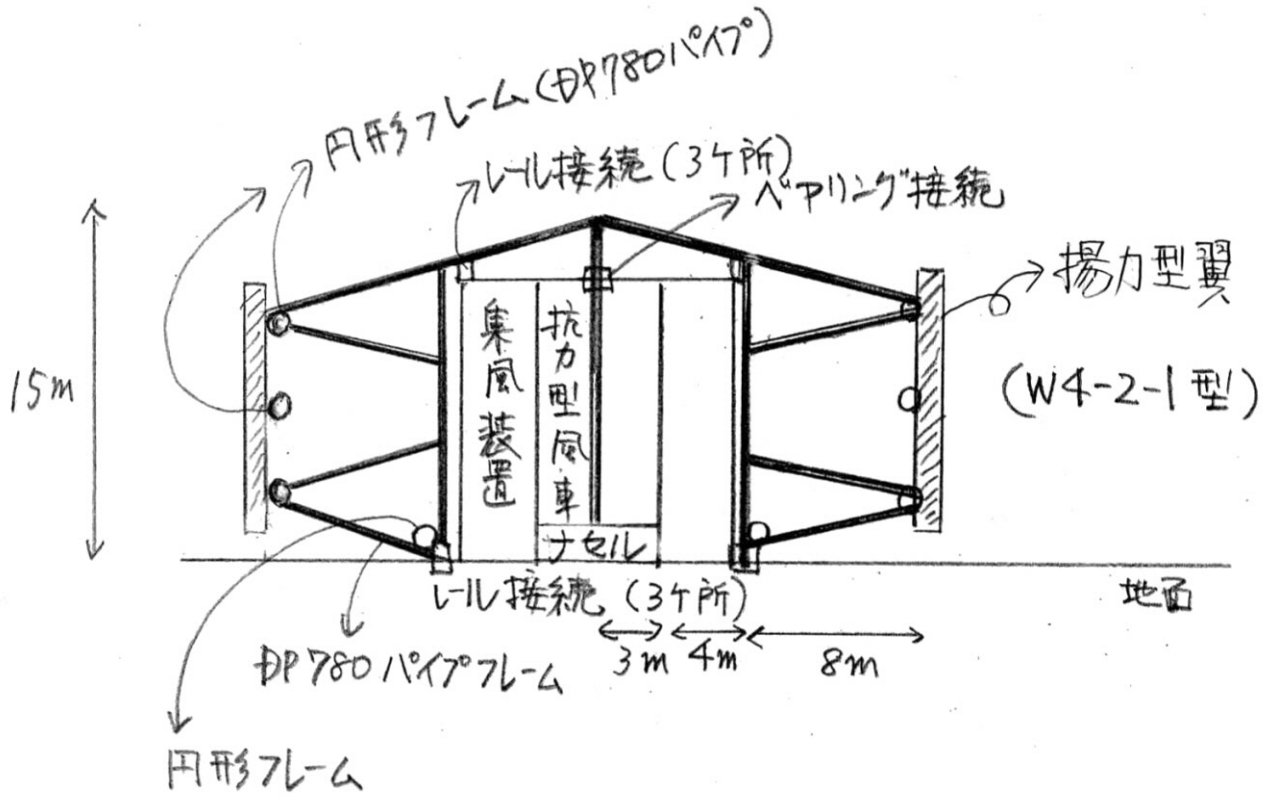 円形フレーム(DP780パイプ)
レール接続(3ケ所)
ベアリング接続
揚力型翼
(W4-2-1型)
15m
集風装置
抗力型風車
ナセル
レール接続(3ケ所)
地面
3m
4m
8m
DP780パイプフレーム
円形フレーム